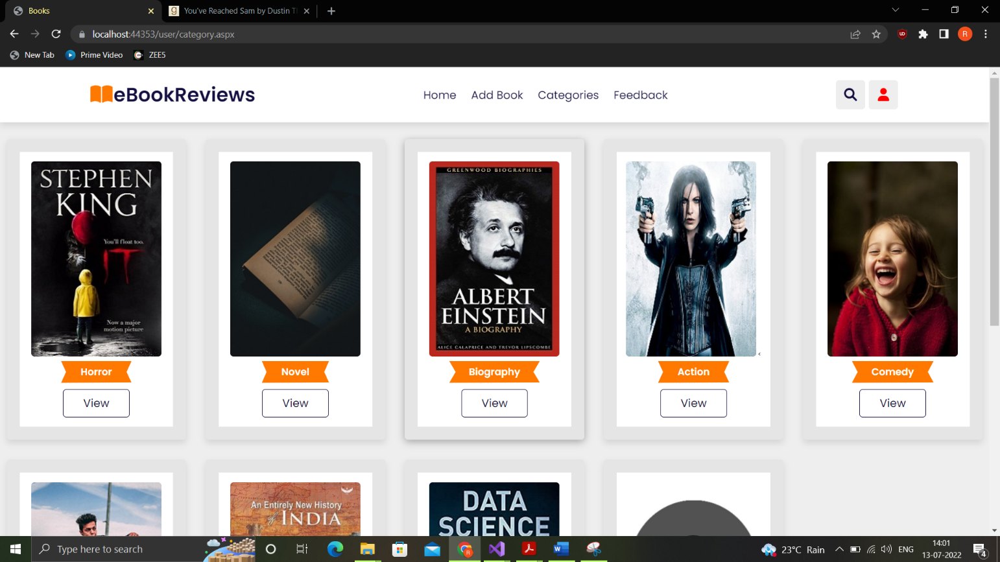 Books
You've Reached Sam by Dustin Th
localhost:44353/user/category.aspx
R
New Tab
Prime Video
ZEE5
eBookReviews
Home
Add Book
Categories
Feedback
STEPHEN
KING
You'll float too.
IT
Now a major
motion picture
Horror
View
Novel
View
GREENWOOD BIOGRAPHIES
ALBERT
EINSTEIN
A BIOGRAPHY
ALICE CALAPRICE AND TREVOR LIPSCOMBE
Biography
View
<
Action
View
Comedy
View
An Entirely New History
of INDIA
DATA
SCIENCE
Type here to search
23°C Rain
ENG
14:01
13-07-2022
4